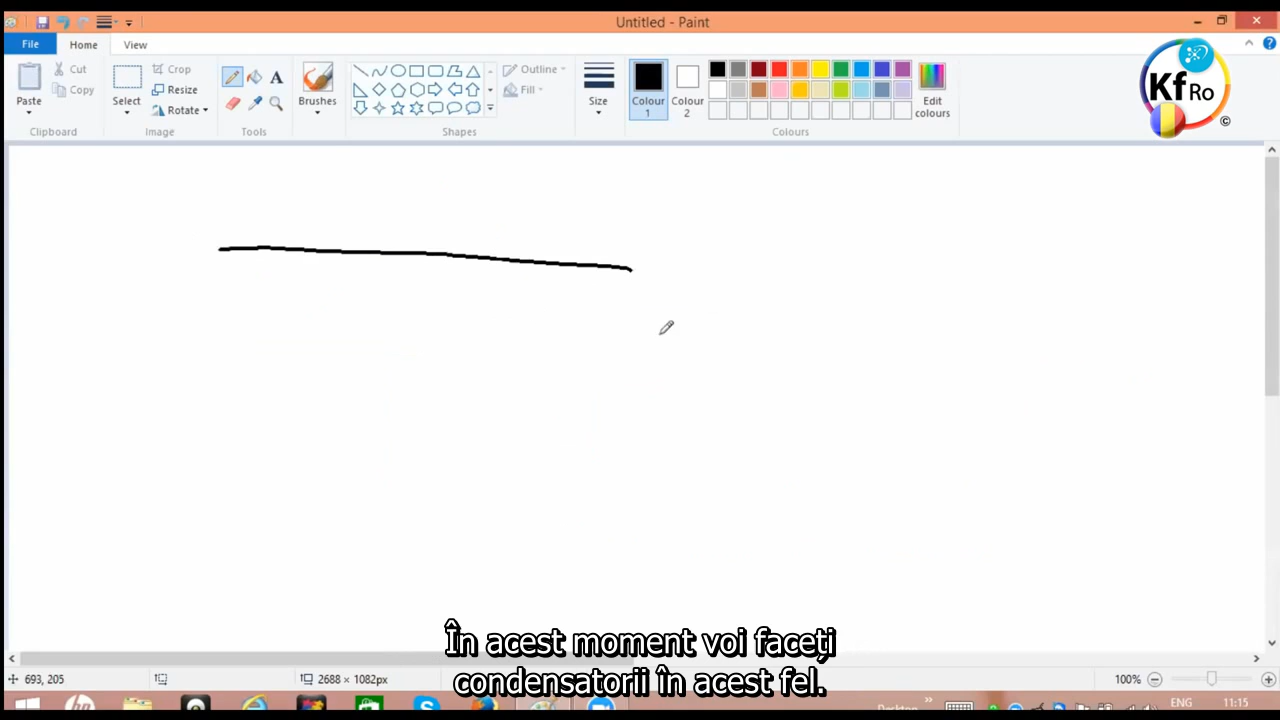 Untitled - Paint
File
Home
View
Paste
Cut
Copy
Clipboard
Select
Crop
Resize
Rotate
Image
A
Tools
Brushes
Outline
Fill
Shapes
Size
Colour
1
Colour
2
Edit
colours
Colours
Kf Ro
©
În acest moment voi faceți
condensatorii în acest fel.
693, 205
2688 × 1082px
100%
Desktop
ENG
11:15